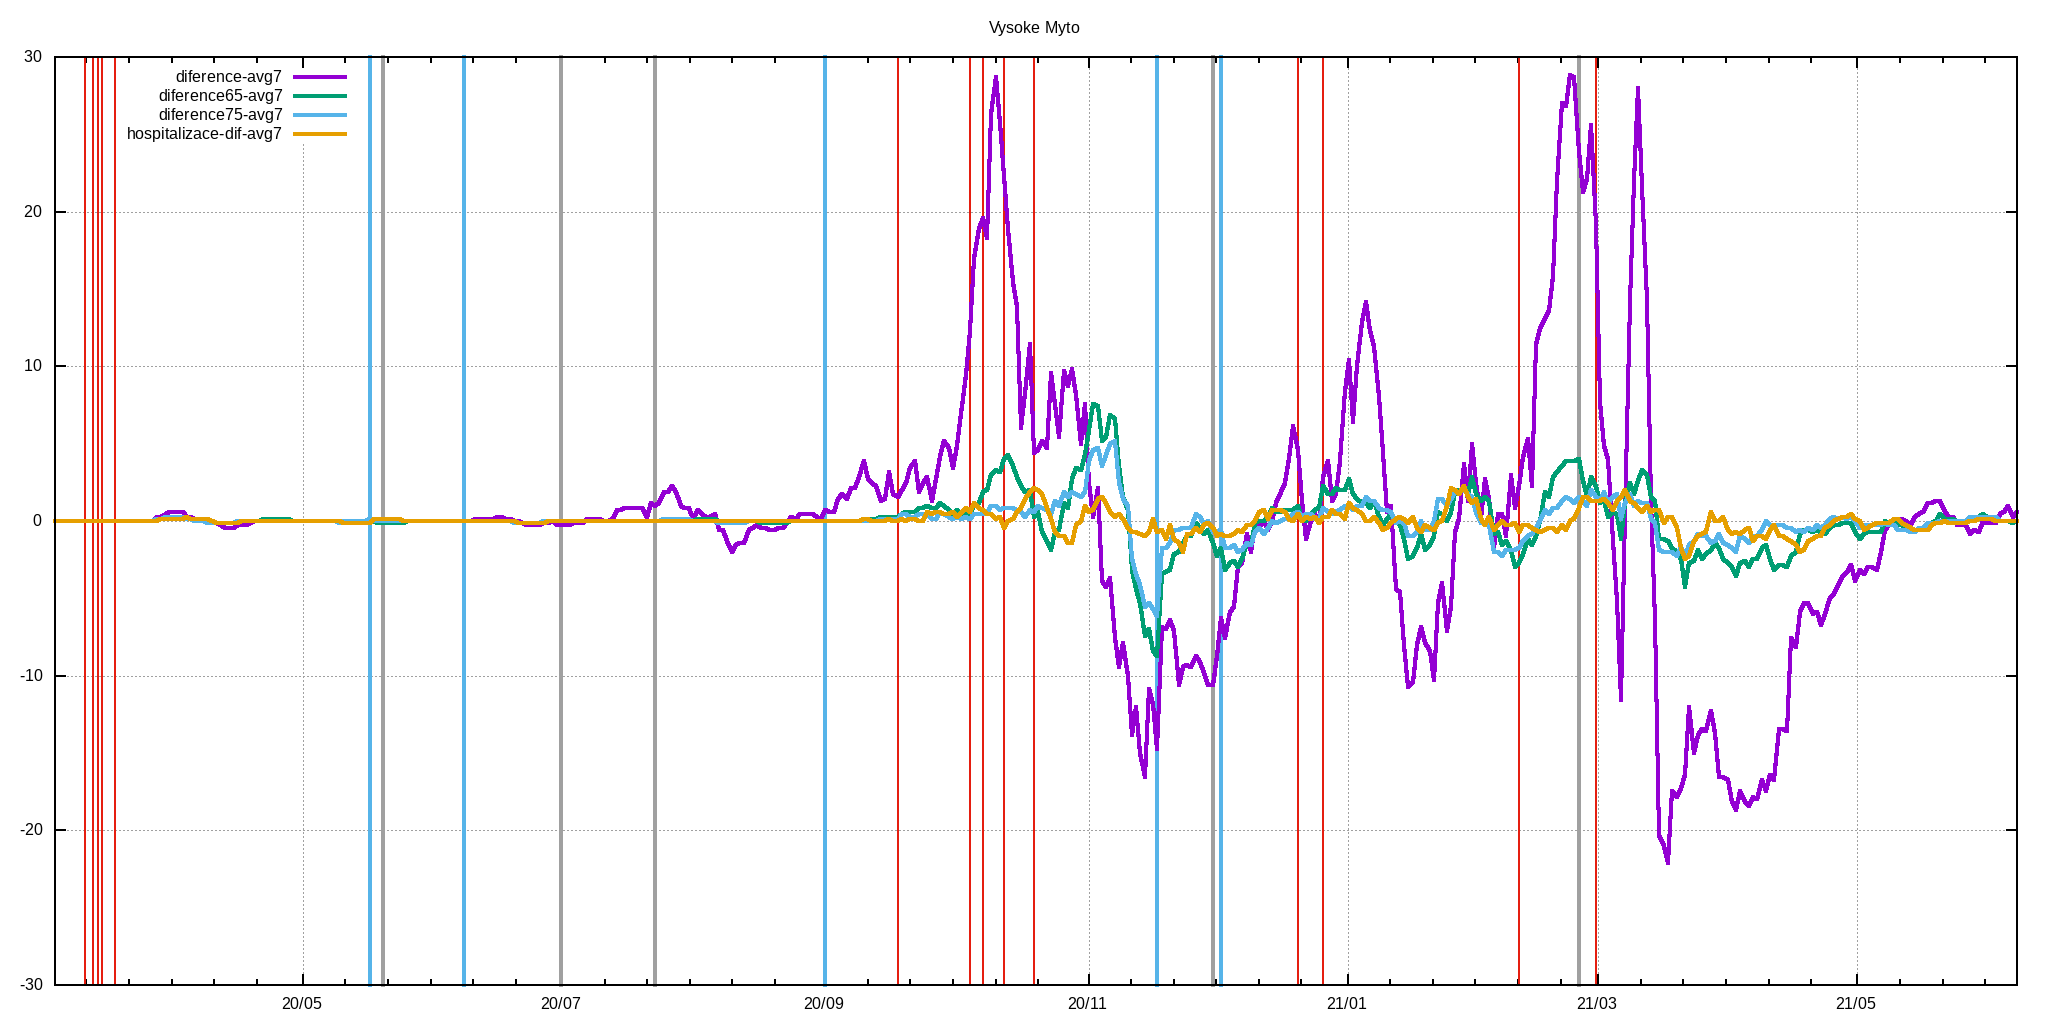 Vysoke Myto
diference-avg7
diference65-avg7
diference75-avg7
hospitalizace-dif-avg7
30
20
10
0
-10
-20
-30
20/05 20/07 20/09 20/11 21/01 21/03 21/05